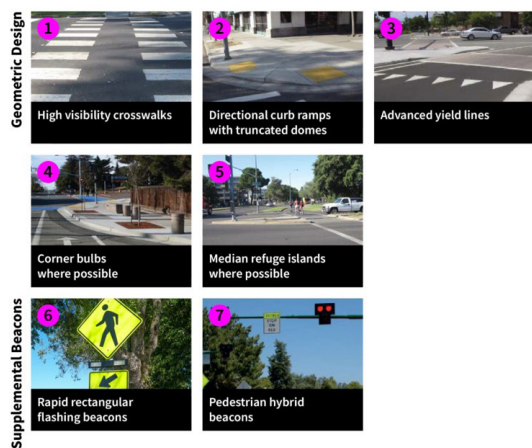 Geometric Design
1
High visibility crosswalks
2
Directional curb ramps
with truncated domes
3
Advanced yield lines
4
Corner bulbs
where possible
5
Median refuge islands
where possible
Supplemental Beacons
6
Rapid rectangular
flashing beacons
7
Pedestrian hybrid
beacons